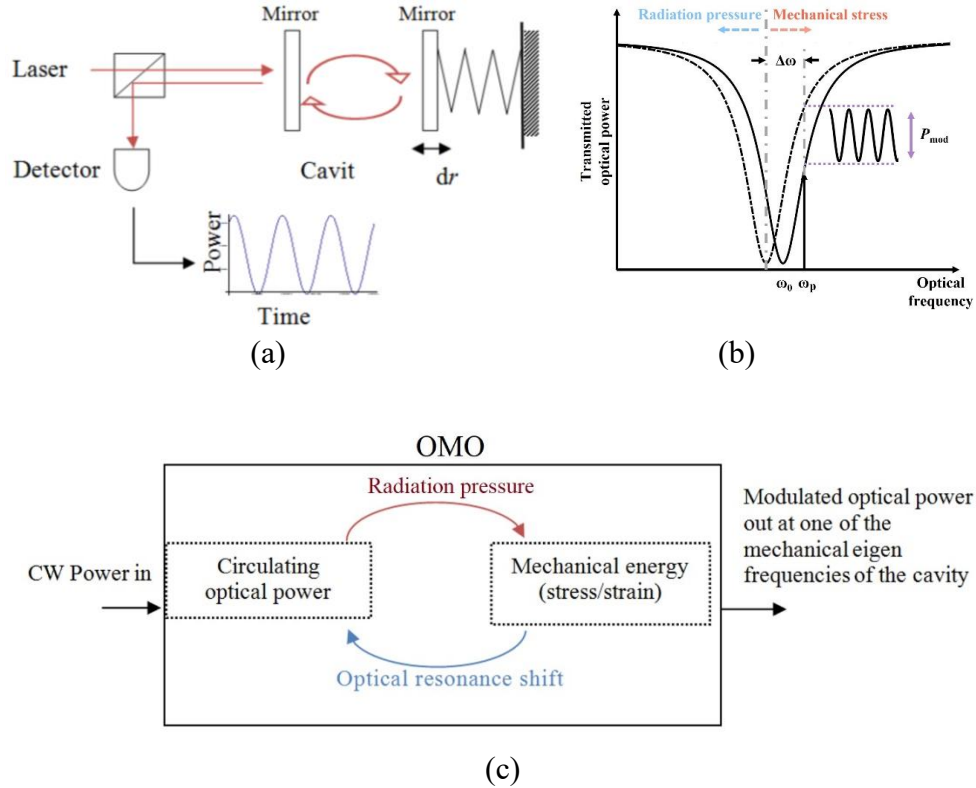 Mirror
Mirror
Laser
Detector
Cavit
dr
Power
Time
(a)
(b)
Radiation pressure
Mechanical stress
Δω
Transmitted
optical power
Pmod
ω0 ωp
Optical
frequency
OMO
Radiation pressure
CW Power in
Circulating
optical power
Mechanical energy
(stress/strain)
Optical resonance shift
Modulated optical power
out at one of the
mechanical eigen
frequencies of the cavity
(c)